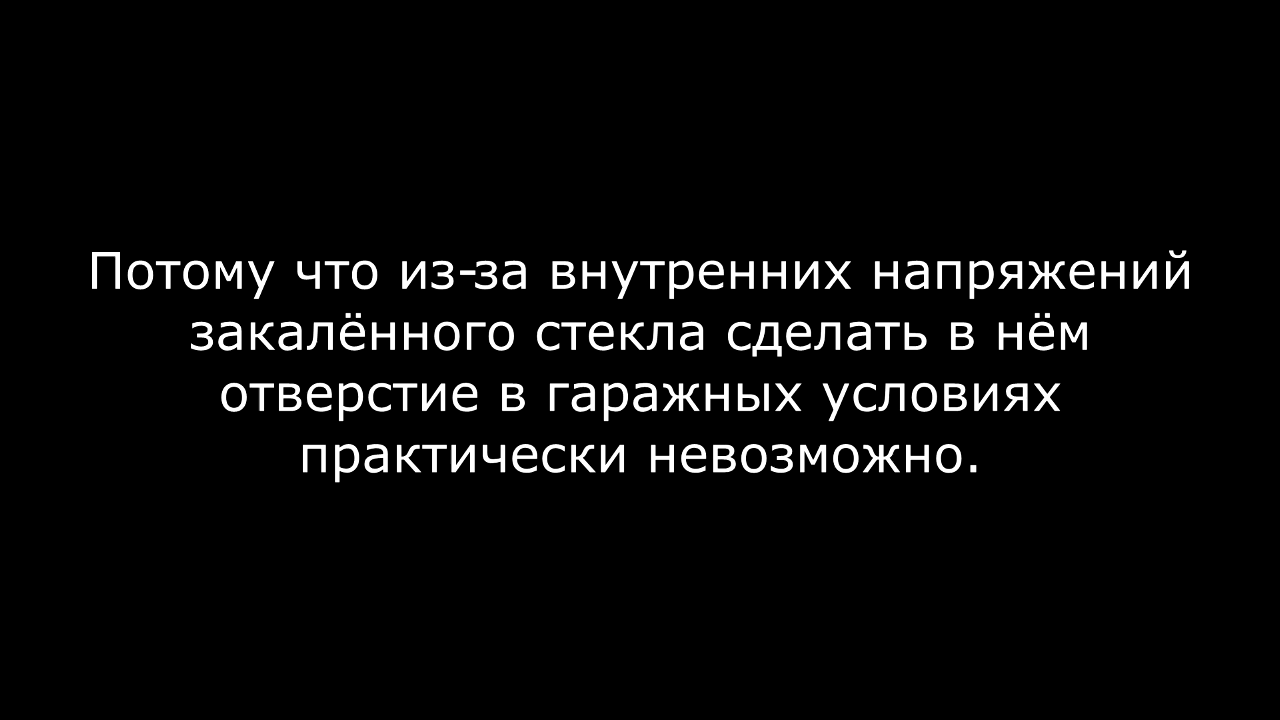 Потому что из-за внутренних напряжений
закалённого стекла сделать в нём
отверстие в гаражных условиях
практически невозможно.